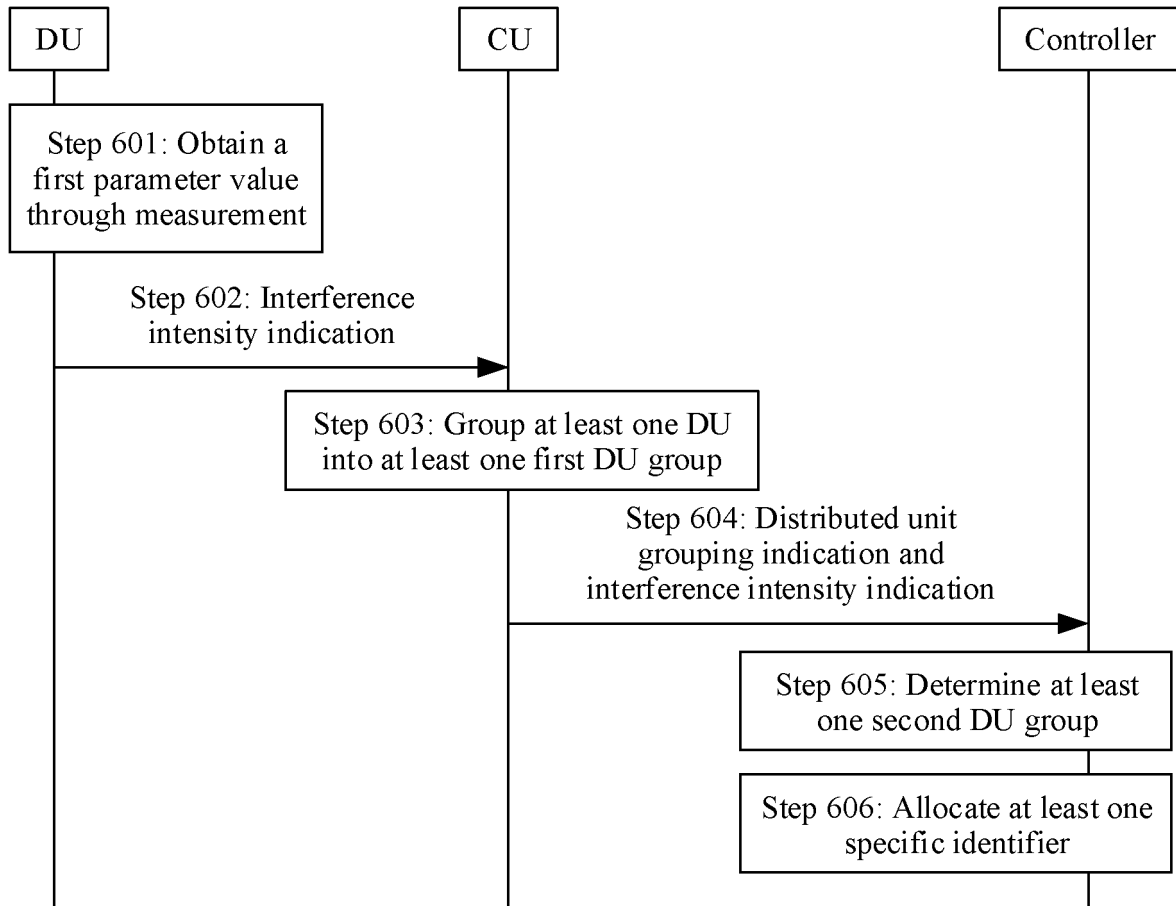 DU
CU
Controller
Step 601: Obtain a
first parameter value
through measurement
Step 602: Interference
intensity indication
Step 603: Group at least one DU
into at least one first DU group
Step 604: Distributed unit
grouping indication and
interference intensity indication
Step 605: Determine at least
one second DU group
Step 606: Allocate at least one
specific identifier